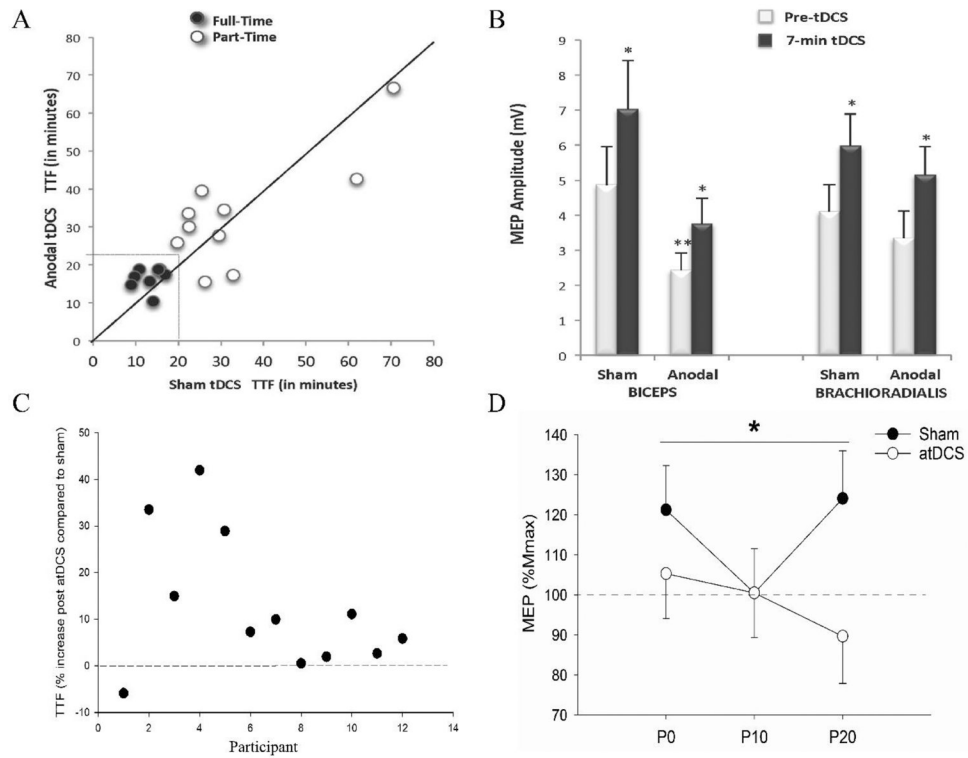 A
Full-Time
Part-Time
80
70
60
50
40
30
20
10
0
Anodal tDCS TTF (in minutes)
0 10 20 30 40 50 60 70 80
Sham tDCS TTF (in minutes)
B
Pre-tDCS
7-min tDCS
9
8
7
6
5
4
3
2
1
0
MEP Amplitude (mV)
*
**
*
*
*
Sham Anodal Sham Anodal
BICEPS BRACHIORADIALIS
C
50
40
30
20
10
0
-10
TTF (% increase post atDCS compared to sham)
0 2 4 6 8 10 12 14
Participant
D
Sham
atDCS
*
140
130
120
110
100
90
80
70
MEP (%Mmax)
P0 P10 P20